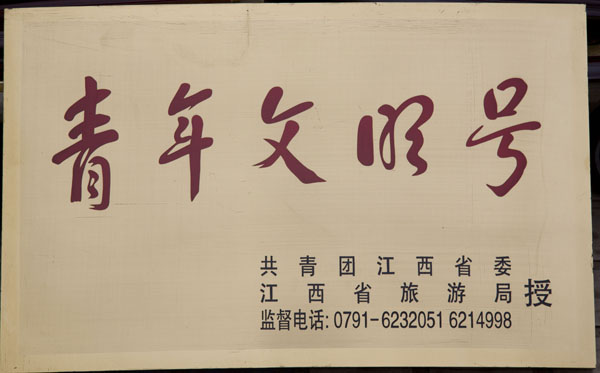 青年文明号
共青团江西省委
江西省旅游局 授
监督电话: 0791-6232051 6214998